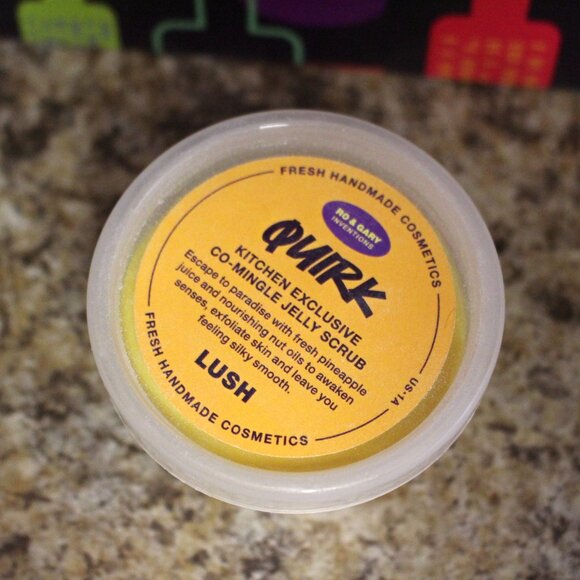 FRESH HANDMADE COSMETICS
RO & GARY
INVENTIONS
QUIRK
KITCHEN EXCLUSIVE
CO-MINGLE JELLY SCRUB
Escape to paradise with fresh pineapple
juice and nourishing nut oils to awaken
senses, exfoliate skin and leave you
feeling silky smooth.
LUSH
US-1A
FRESH HANDMADE COSMETICS